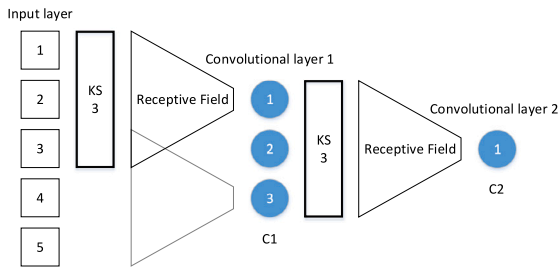 Input layer
1
2
3
4
5
KS
3
Receptive Field
Convolutional layer 1
1
2
3
C1
KS
3
Receptive Field
Convolutional layer 2
1
C2